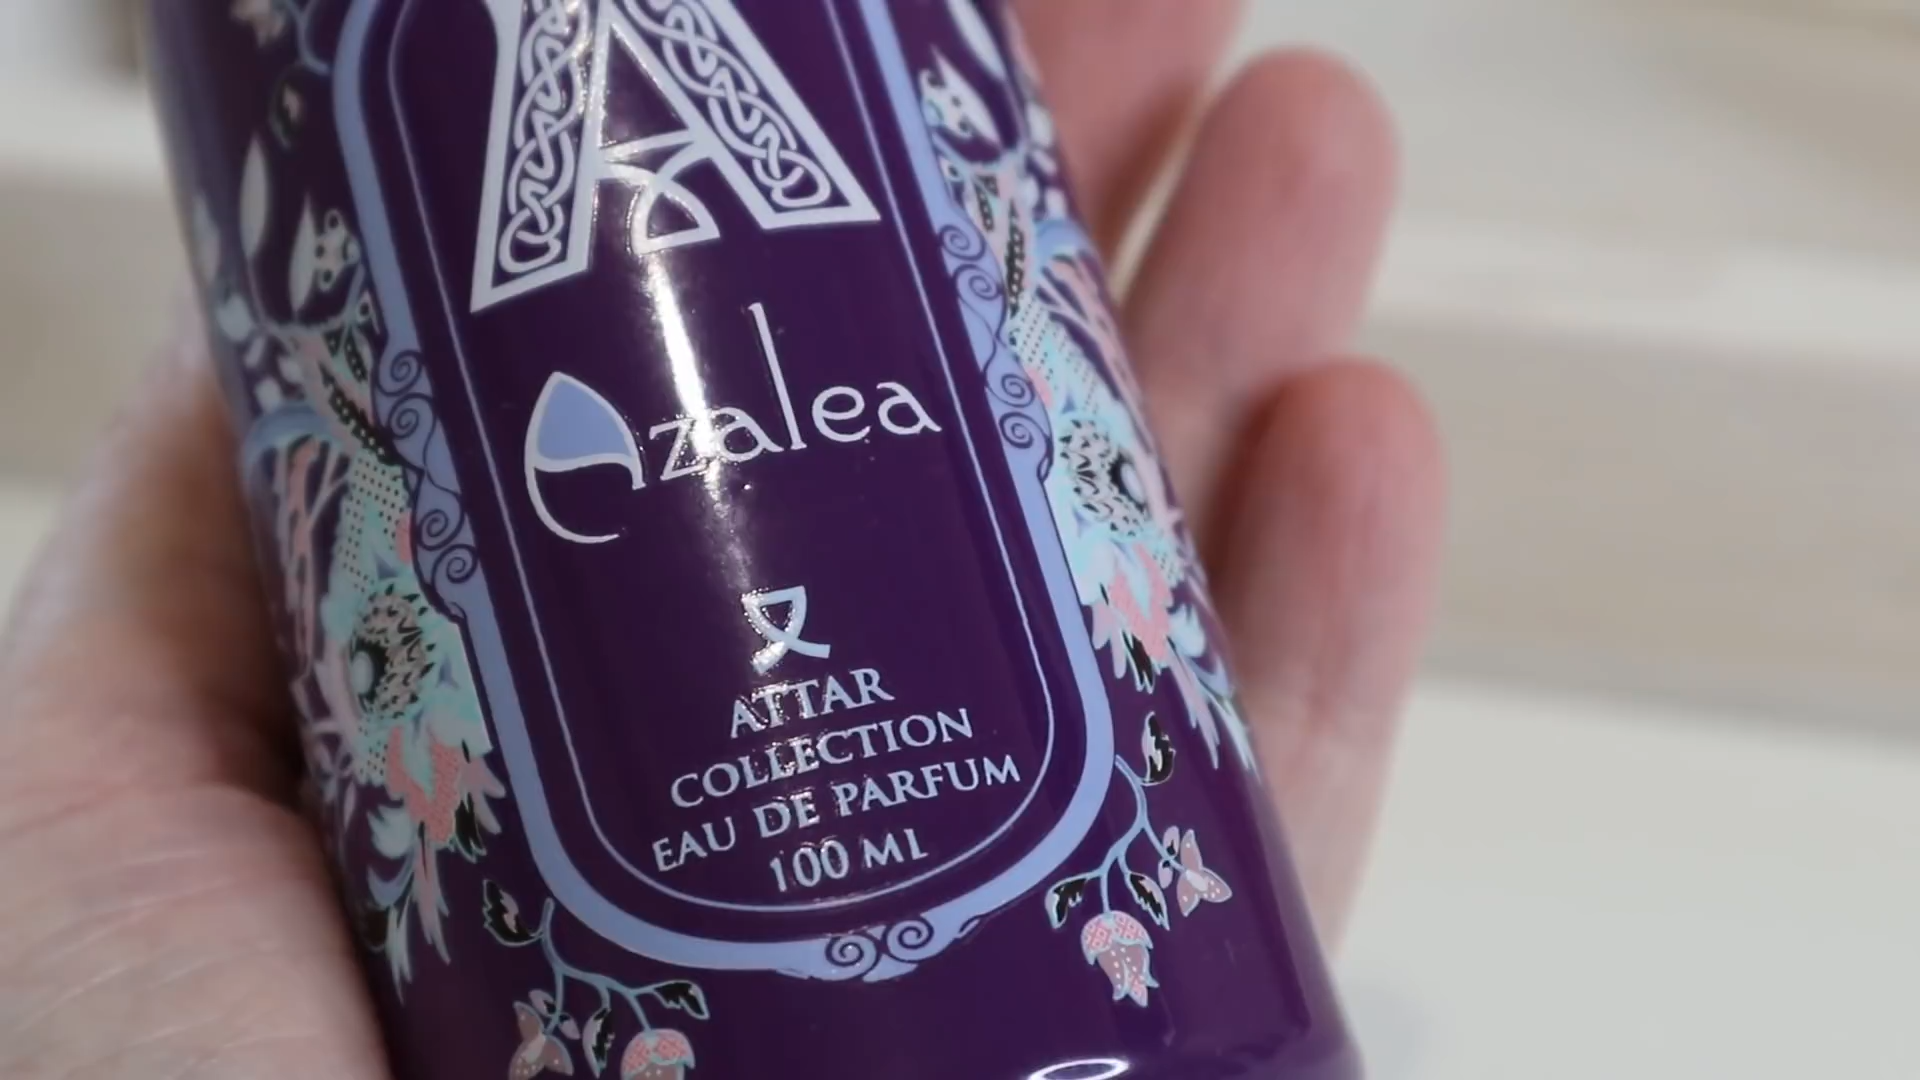 A
Azalea
ATTAR
COLLECTION
EAU DE PARFUM
100 ML